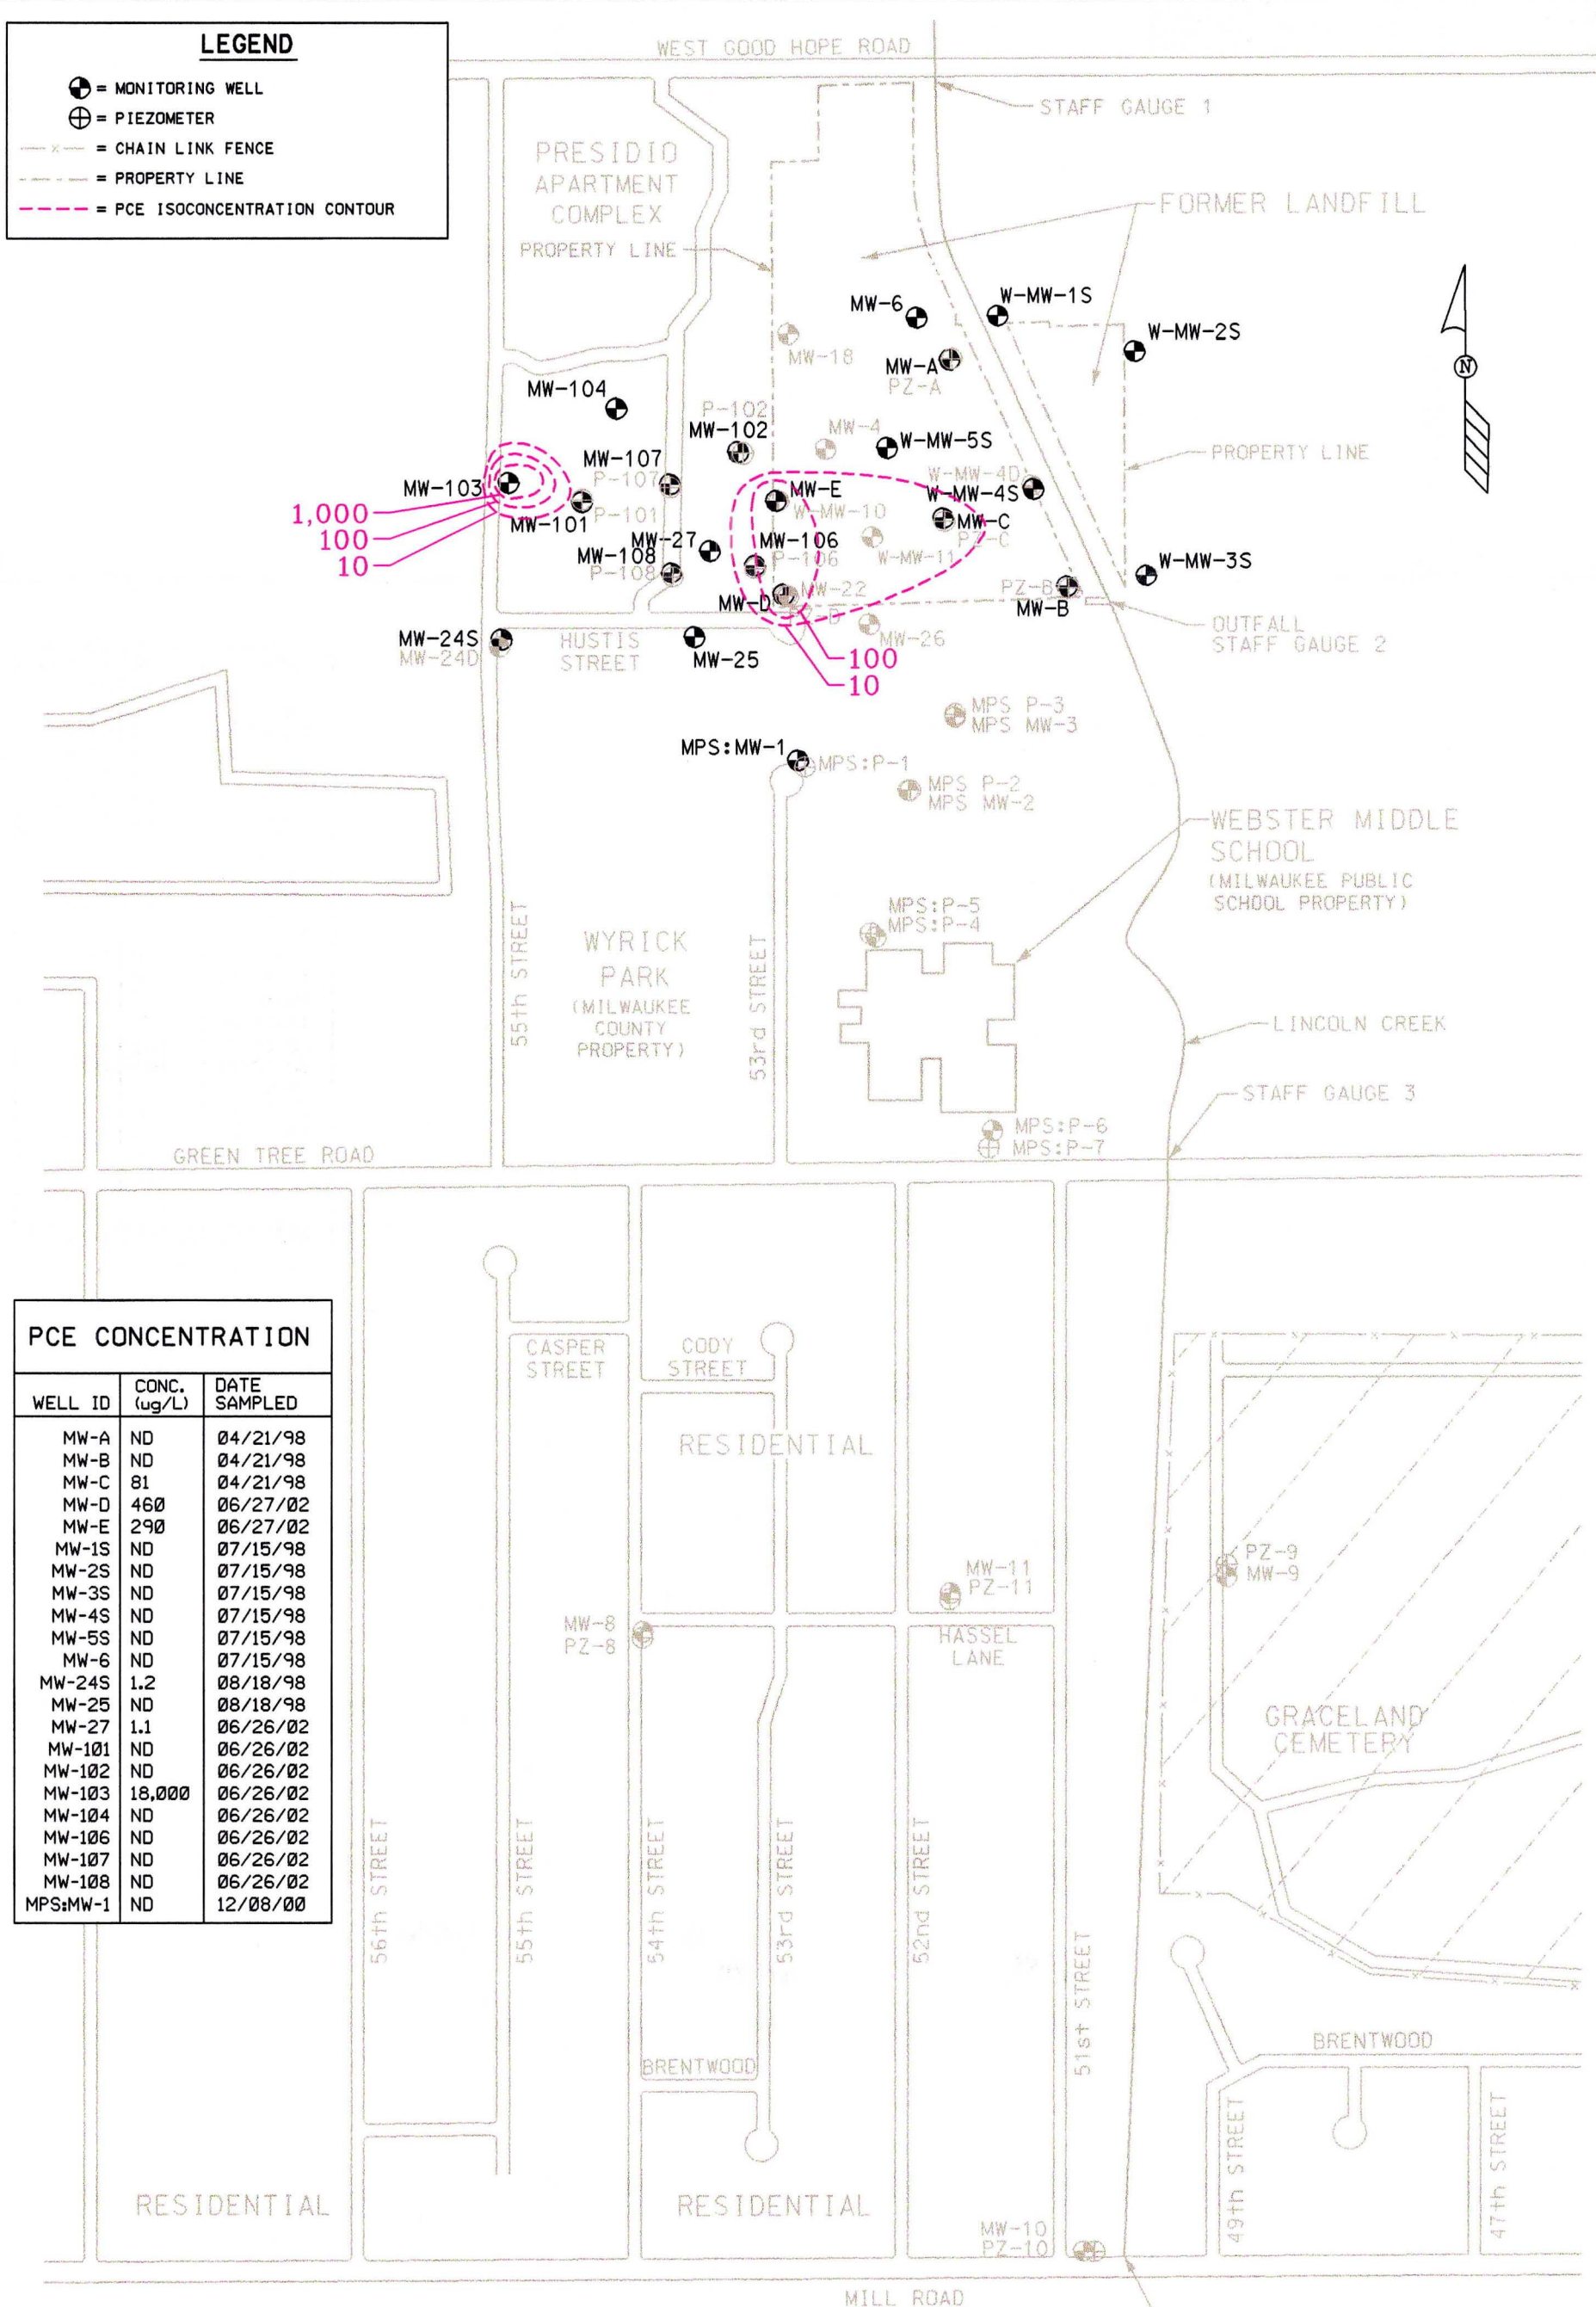 LEGEND
= MONITORING WELL
= PIEZOMETER
= CHAIN LINK FENCE
= PROPERTY LINE
= PCE ISOCONCENTRATION CONTOUR
WEST GOOD HOPE ROAD
STAFF GAUGE 1
PRESIDIO
APARTMENT
COMPLEX
PROPERTY LINE
FORMER LANDFILL
MW-6
W-MW-1S
W-MW-2S
MW-18
MW-A
PZ-A
N
MW-104
P-102
MW-102
MW-4
W-MW-5S
PROPERTY LINE
MW-107
P-107
MW-103
W-MW-4D
W-MW-4S
MW-E
W-MW-10
MW-101
P-101
MW-C
PZ-C
1,000
100
10
MW-27
MW-106
P-106
W-MW-11
MW-108
P-108
W-MW-3S
MW-D
MW-22
PZ-B
MW-B
MW-24S
MW-24D
HUSTIS
STREET
MW-25
MW-26
OUTFALL
STAFF GAUGE 2
100
10
MPS P-3
MPS MW-3
MPS:MW-1
MPS:P-1
MPS P-2
MPS MW-2
WEBSTER MIDDLE
SCHOOL
(MILWAUKEE PUBLIC
SCHOOL PROPERTY)
MPS:P-5
MPS:P-4
55th STREET
WYRICK
PARK
(MILWAUKEE
COUNTY
PROPERTY)
53rd STREET
LINCOLN CREEK
STAFF GAUGE 3
MPS:P-6
MPS:P-7
GREEN TREE ROAD
PCE CONCENTRATION
WELL ID CONC. (ug/L) DATE SAMPLED
MW-A ND 04/21/98
MW-B ND 04/21/98
MW-C 81 04/21/98
MW-D 460 06/27/02
MW-E 290 06/27/02
MW-1S ND 07/15/98
MW-2S ND 07/15/98
MW-3S ND 07/15/98
MW-4S ND 07/15/98
MW-5S ND 07/15/98
MW-6 ND 07/15/98
MW-24S 1.2 08/18/98
MW-25 ND 08/18/98
MW-27 1.1 06/26/02
MW-101 ND 06/26/02
MW-102 ND 06/26/02
MW-103 18,000 06/26/02
MW-104 ND 06/26/02
MW-106 ND 06/26/02
MW-107 ND 06/26/02
MW-108 ND 06/26/02
MPS:MW-1 ND 12/08/00
CASPER
STREET
CODY
STREET
RESIDENTIAL
MW-11
PZ-11
PZ-9
MW-9
MW-8
PZ-8
HASSEL
LANE
GRACELAND
CEMETERY
56th STREET
55th STREET
54th STREET
53rd STREET
52nd STREET
51st STREET
BRENTWOOD
BRENTWOOD
49th STREET
47th STREET
RESIDENTIAL
RESIDENTIAL
MW-10
PZ-10
MILL ROAD